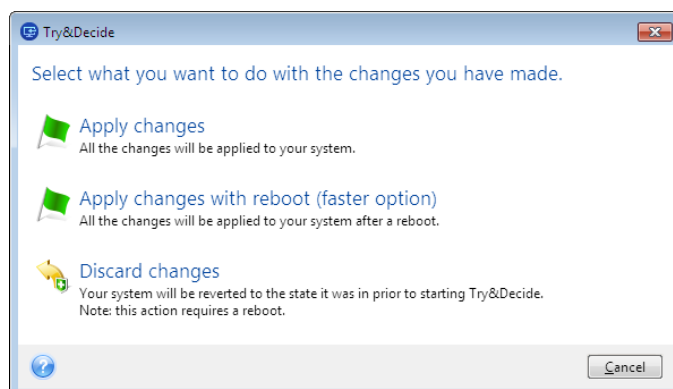 Try&Decide
Select what you want to do with the changes you have made.
Apply changes
All the changes will be applied to your system.
Apply changes with reboot (faster option)
All the changes will be applied to your system after a reboot.
Discard changes
Your system will be reverted to the state it was in prior to starting Try&Decide.
Note: this action requires a reboot.
?
Cancel